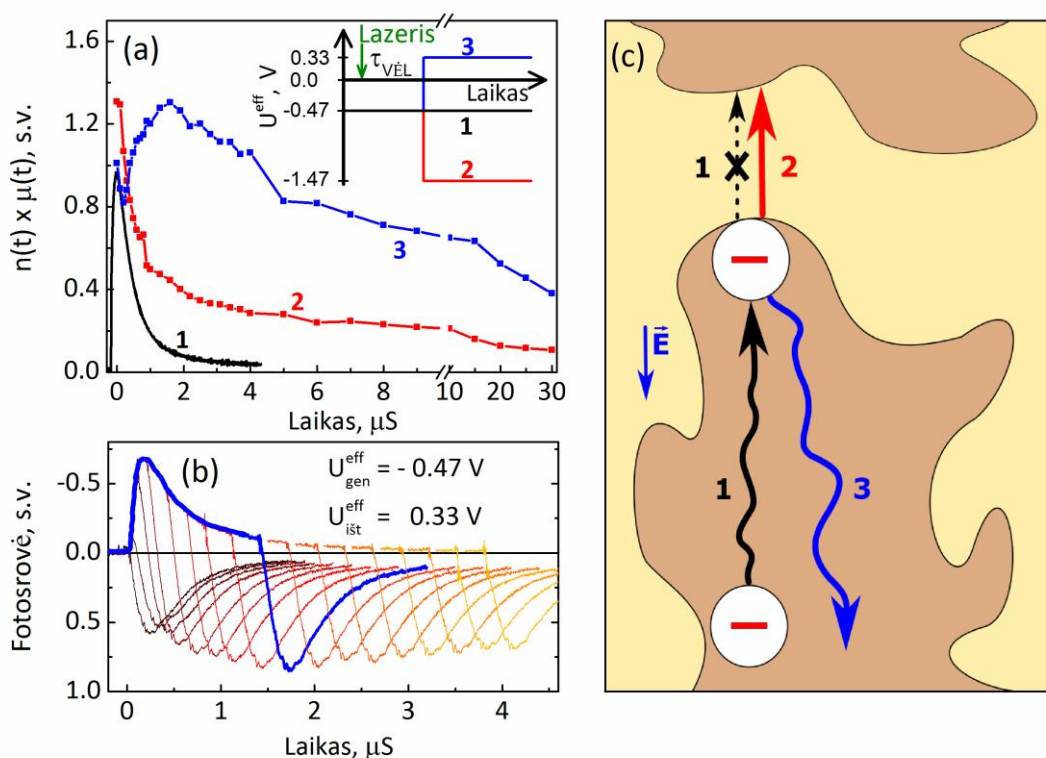 (a)
n(t) x μ(t), s.v.
1.6
1.2
0.8
0.4
0.0
0 2 4 6 8 10 20 30
Laikas, μS
1
2
3
Lazeris
τVĖL
Ueff, V
0.33
0.0
-0.47
-1.47
Laikas
3
1
2
(b)
Ueffgen = - 0.47 V
Ueffišt = 0.33 V
Fotosrovė, s.v.
-0.5
0.0
0.5
1.0
0 1 2 3 4
Laikas, μS
(c)
1
2
E
1
3